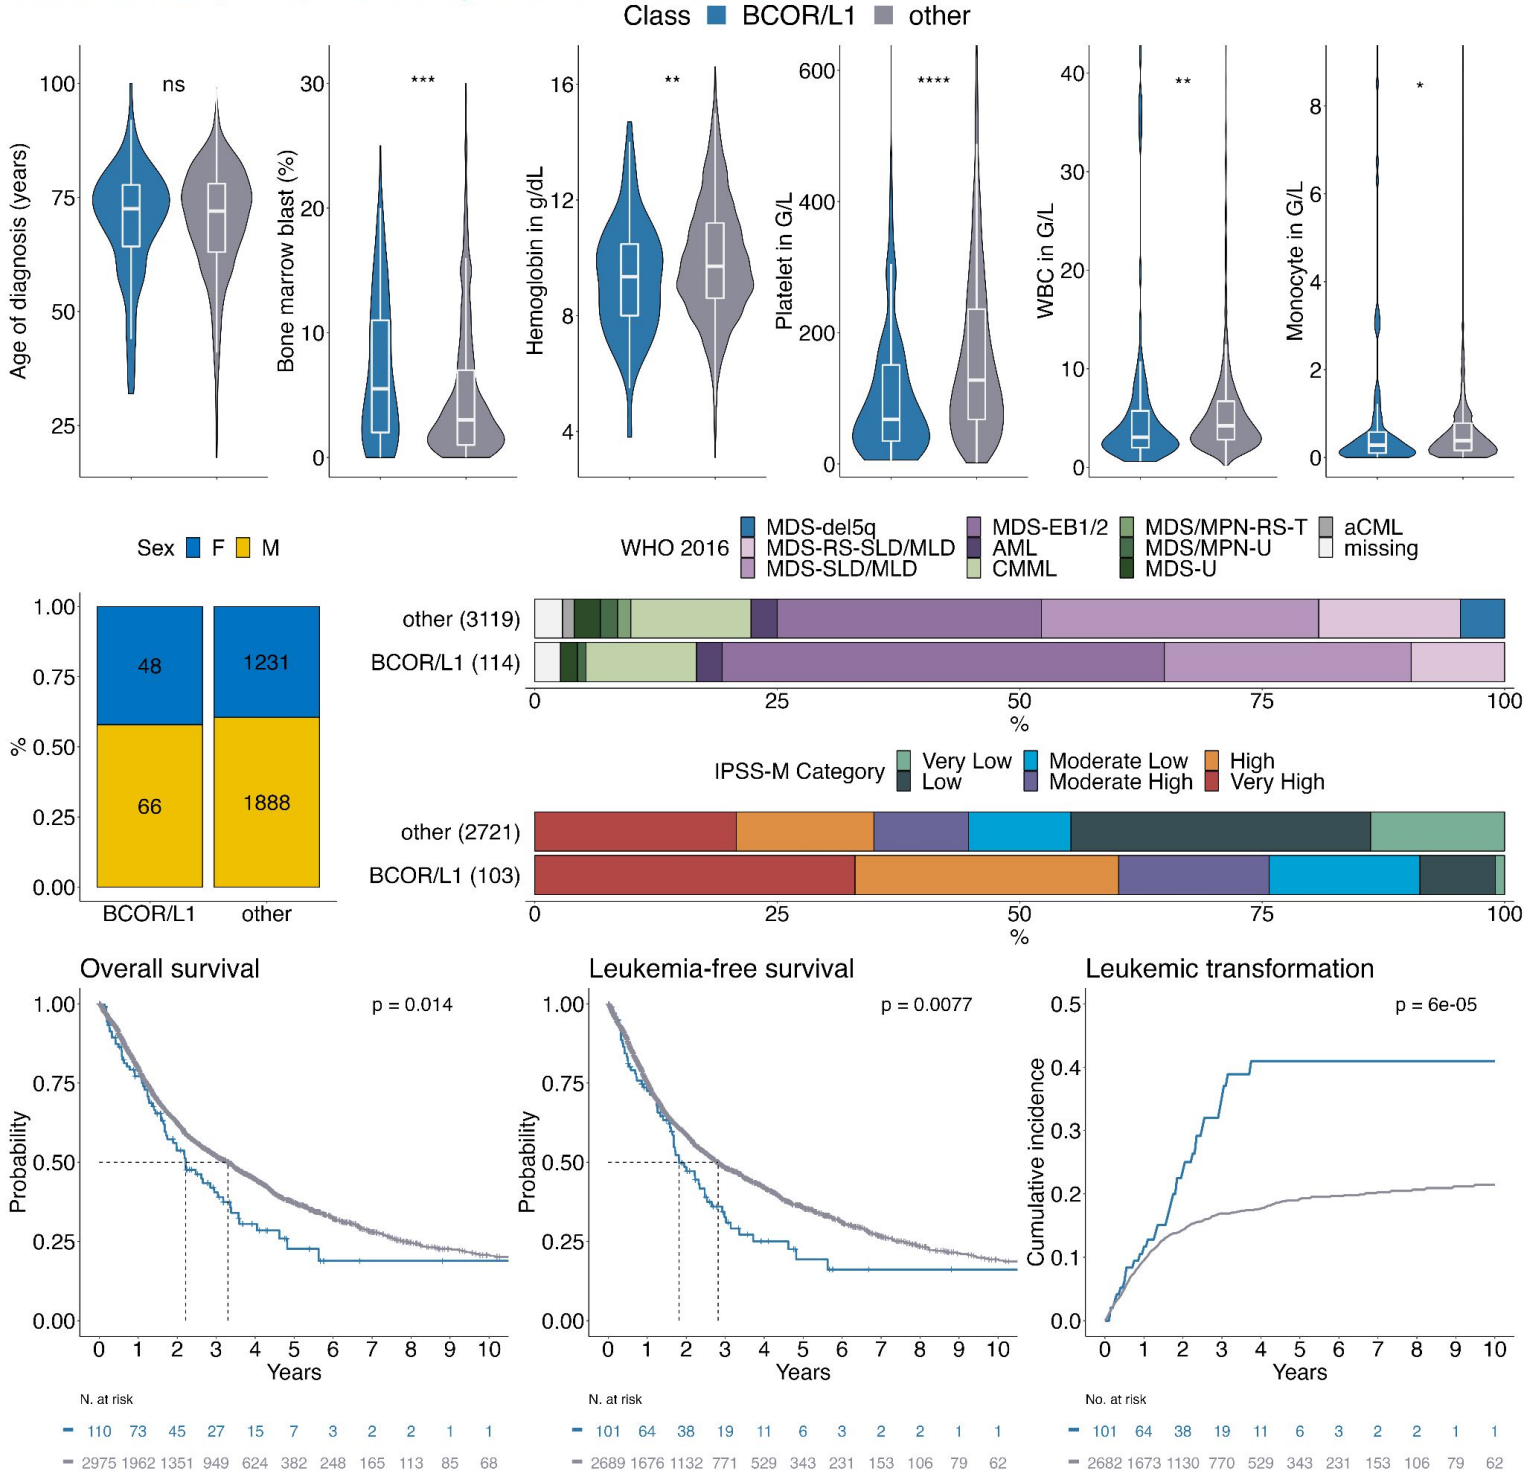 Class BCOR/L1 other
Age of diagnosis (years)
100
75
50
25
ns
Bone marrow blast (%)
30
20
10
0
***
Hemoglobin in g/dL
16
12
8
4
**
Platelet in G/L
600
400
200
0
****
WBC in G/L
40
30
20
10
0
**
Monocyte in G/L
8
6
4
2
0
*
Sex F M
%
1.00
0.75
0.50
0.25
0.00
48
1231
66
1888
BCOR/L1 other
WHO 2016
MDS-del5q MDS-EB1/2 MDS/MPN-RS-T aCML
MDS-RS-SLD/MLD AML MDS/MPN-U missing
MDS-SLD/MLD CMML MDS-U
other (3119)
BCOR/L1 (114)
0 25 50 75 100
%
IPSS-M Category
Very Low Moderate Low High
Low Moderate High Very High
other (2721)
BCOR/L1 (103)
0 25 50 75 100
%
Overall survival
p = 0.014
Probability
1.00
0.75
0.50
0.25
0.00
0 1 2 3 4 5 6 7 8 9 10
Years
N. at risk
110 73 45 27 15 7 3 2 2 1 1
2975 1962 1351 949 624 382 248 165 113 85 68
Leukemia-free survival
p = 0.0077
Probability
1.00
0.75
0.50
0.25
0.00
0 1 2 3 4 5 6 7 8 9 10
Years
N. at risk
101 64 38 19 11 6 3 2 2 1 1
2689 1676 1132 771 529 343 231 153 106 79 62
Leukemic transformation
p = 6e-05
Cumulative incidence
0.5
0.4
0.3
0.2
0.1
0.0
0 1 2 3 4 5 6 7 8 9 10
Years
No. at risk
101 64 38 19 11 6 3 2 2 1 1
2682 1673 1130 770 529 343 231 153 106 79 62